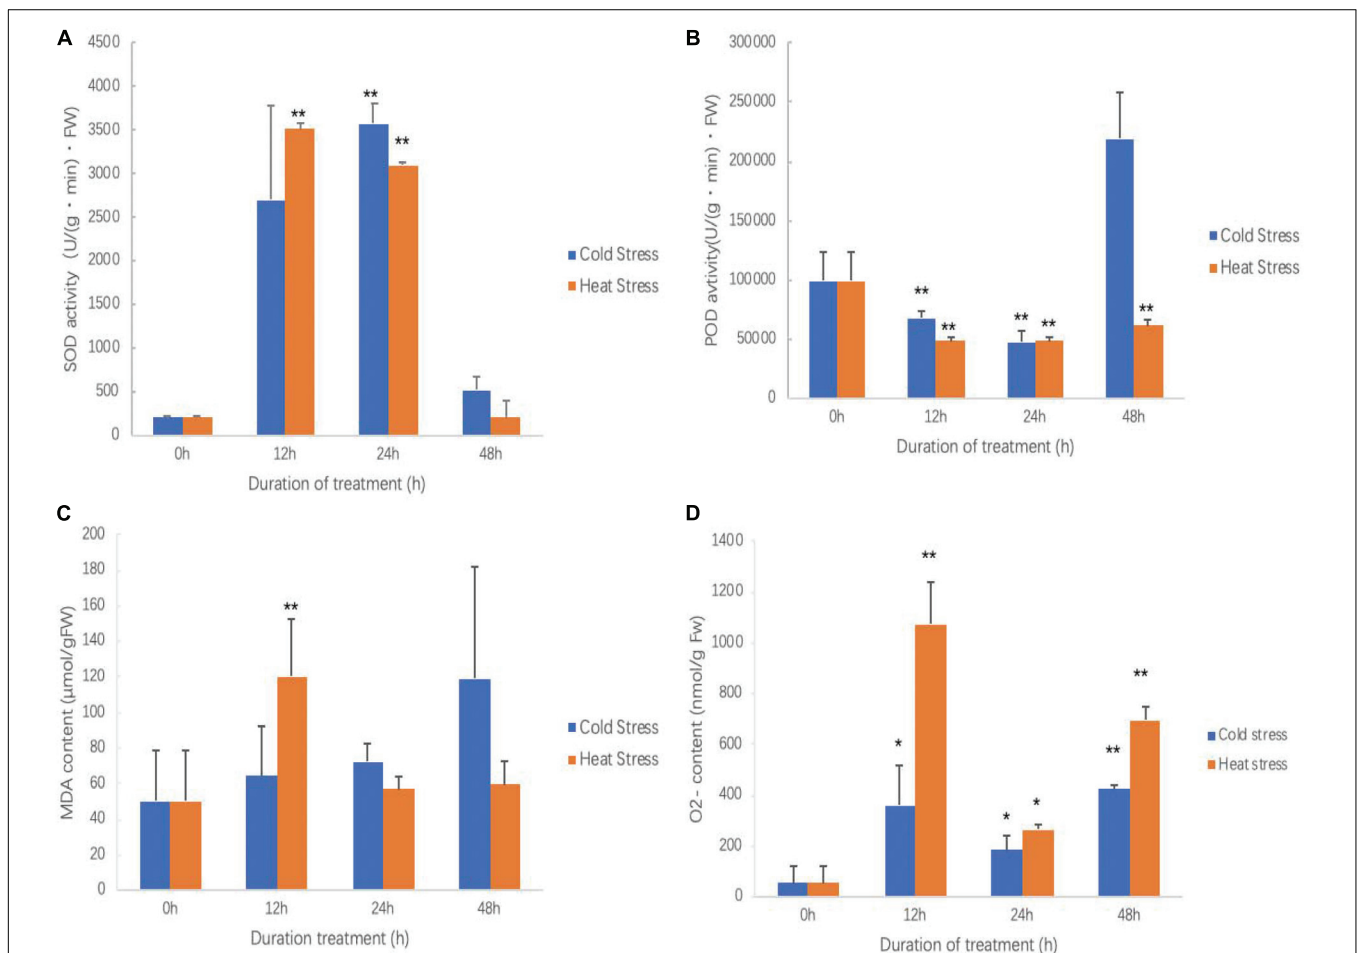 A
SOD activity (U/(g · min) · FW)
4500
4000
3500
3000
2500
2000
1500
1000
500
0
** ** **
0h 12h 24h 48h
Duration of treatment (h)
Cold Stress
Heat Stress
B
POD avtivity(U/(g · min) · FW)
300000
250000
200000
150000
100000
50000
0
** ** ** ** **
0h 12h 24h 48h
Duration of treatment (h)
Cold Stress
Heat Stress
C
MDA content (μmol/gFW)
200
180
160
140
120
100
80
60
40
20
0
**
0h 12h 24h 48h
Duration treatment (h)
Cold Stress
Heat Stress
D
O2- content (nmol/g Fw)
1400
1200
1000
800
600
400
200
0
* ** * * ** **
0h 12h 24h 48h
Duration of treatment (h)
Cold stress
Heat stress